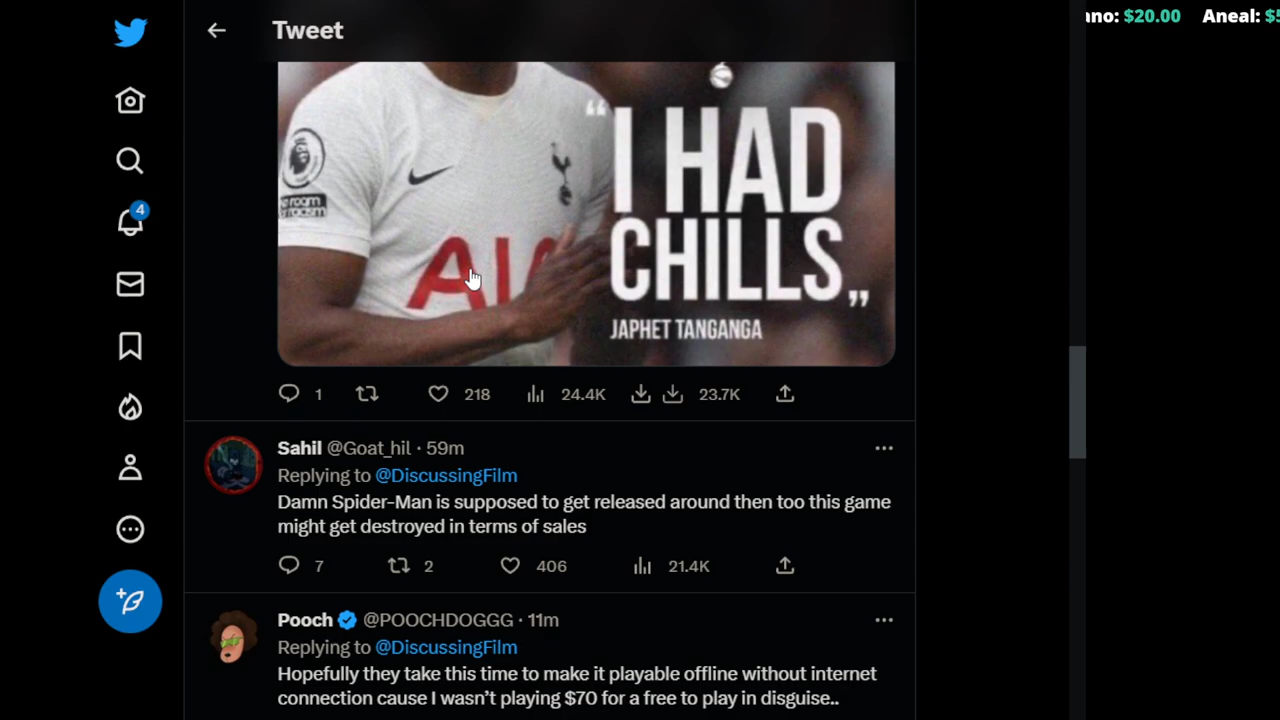 Tweet
$20.00 Aneal:
"I HAD
CHILLS„
JAPHET TANGANGA
no room
racism
AIA
1 218 24.4K 23.7K
4
Sahil @Goat_hil · 59m
Replying to @DiscussingFilm
Damn Spider-Man is supposed to get released around then too this game
might get destroyed in terms of sales
7 2 406 21.4K
Pooch @POOCHDOGGG · 11m
Replying to @DiscussingFilm
Hopefully they take this time to make it playable offline without internet
connection cause I wasn't playing $70 for a free to play in disguise..